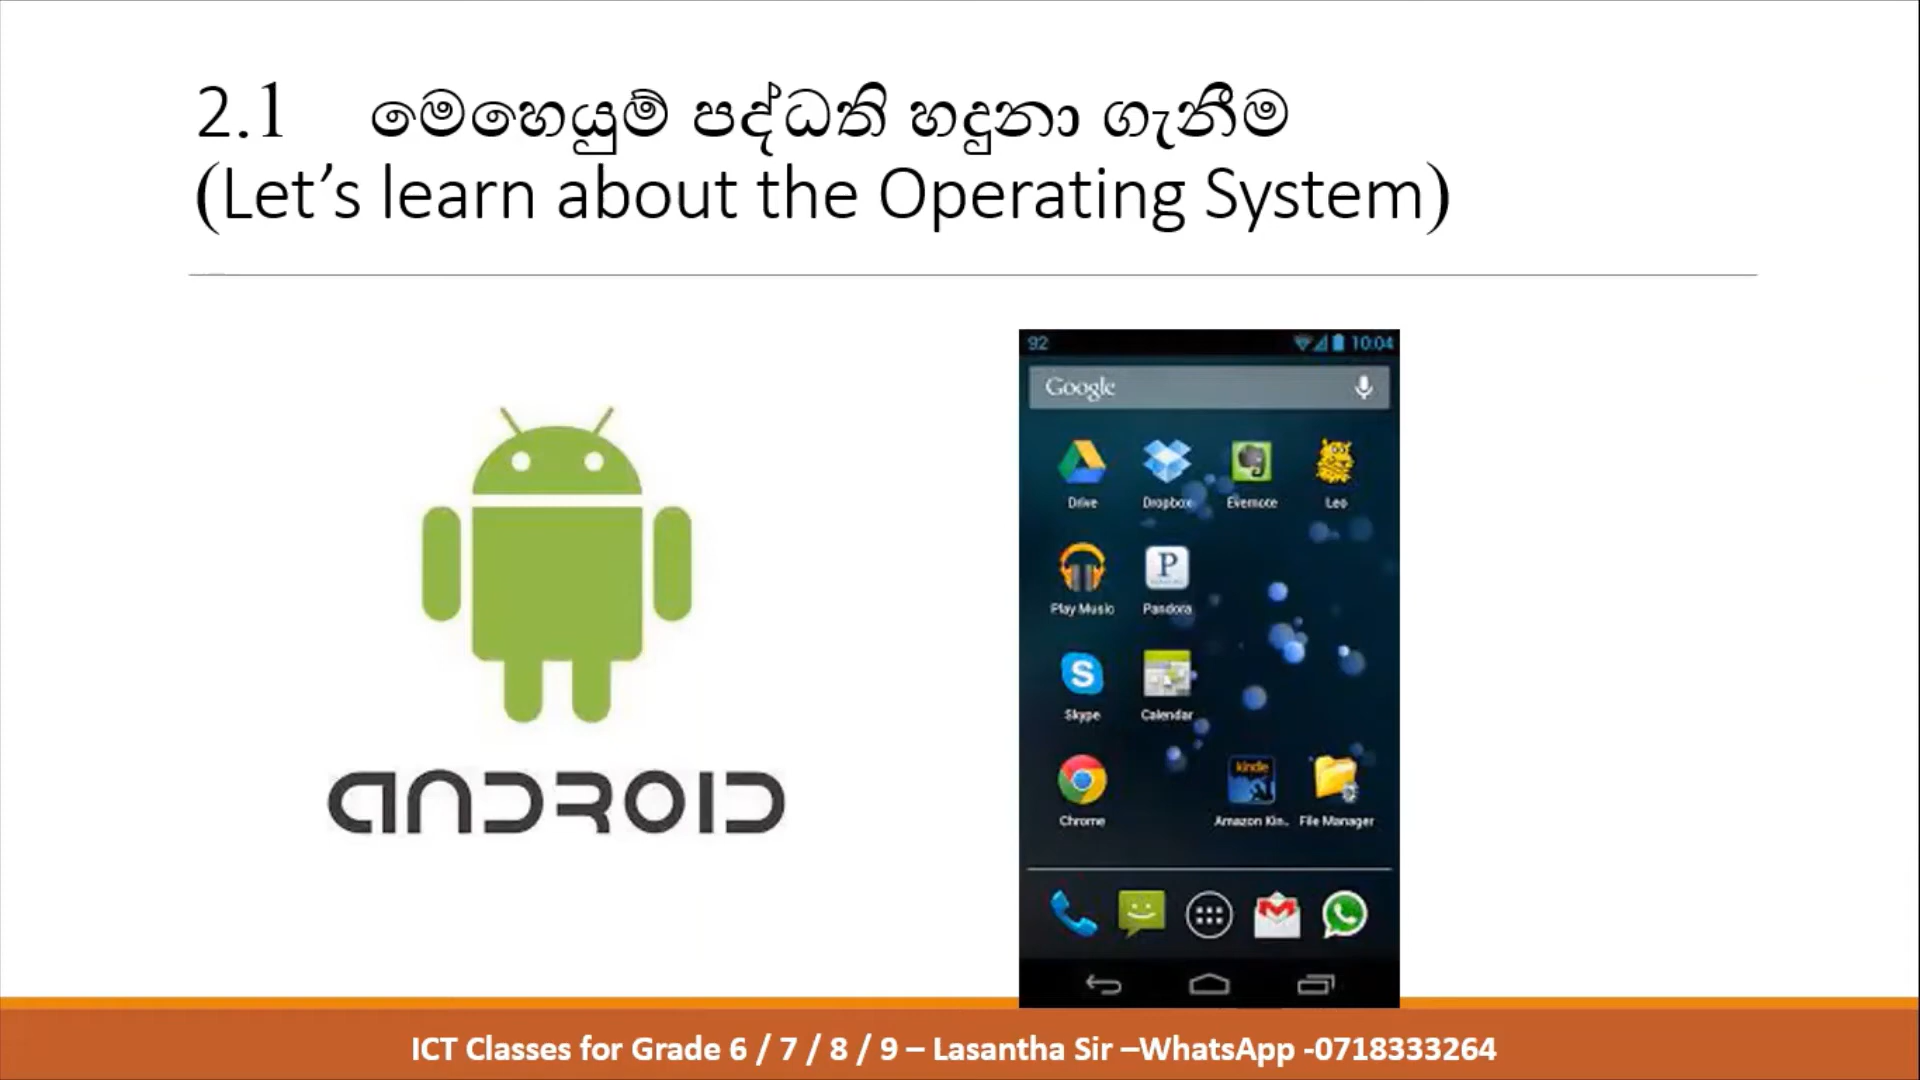 2.1 මෙහෙයුම් පද්ධති හදුනා ගැනීම
(Let’s learn about the Operating System)
ANDROID
92 10:04
Google
Drive Dropbox Evernote Leo
P
Play Music Pandora
S
Skype Calendar
kindle
Chrome Amazon Kin.. File Manager
ICT Classes for Grade 6 / 7 / 8 / 9 – Lasantha Sir –WhatsApp -0718333264